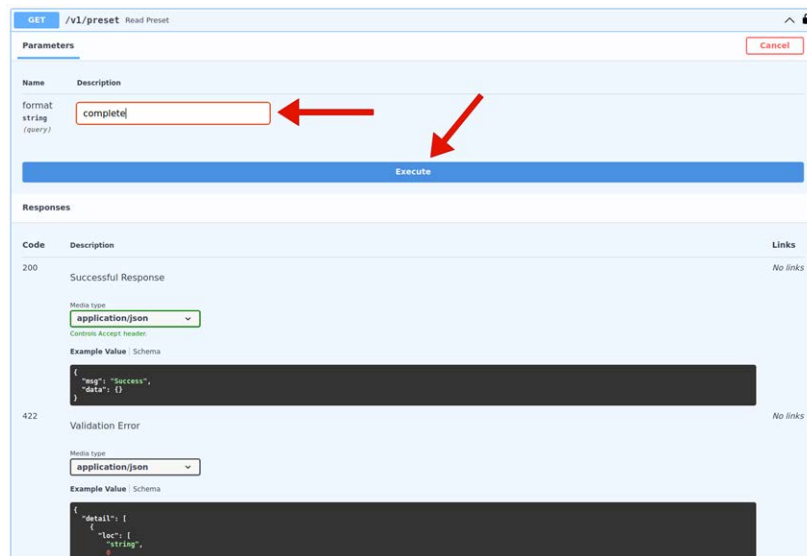 GET /v1/preset Read Preset
Parameters
Cancel
Name Description
format
string
(query)
complete
Execute
Responses
Code Description Links
200 Successful Response No links
Media type
application/json
Controls Accept header.
Example Value | Schema
{
"msg": "Success",
"data": {}
}
422 Validation Error No links
Media type
application/json
Example Value | Schema
{
"detail": [
{
"loc": [
"string",
0